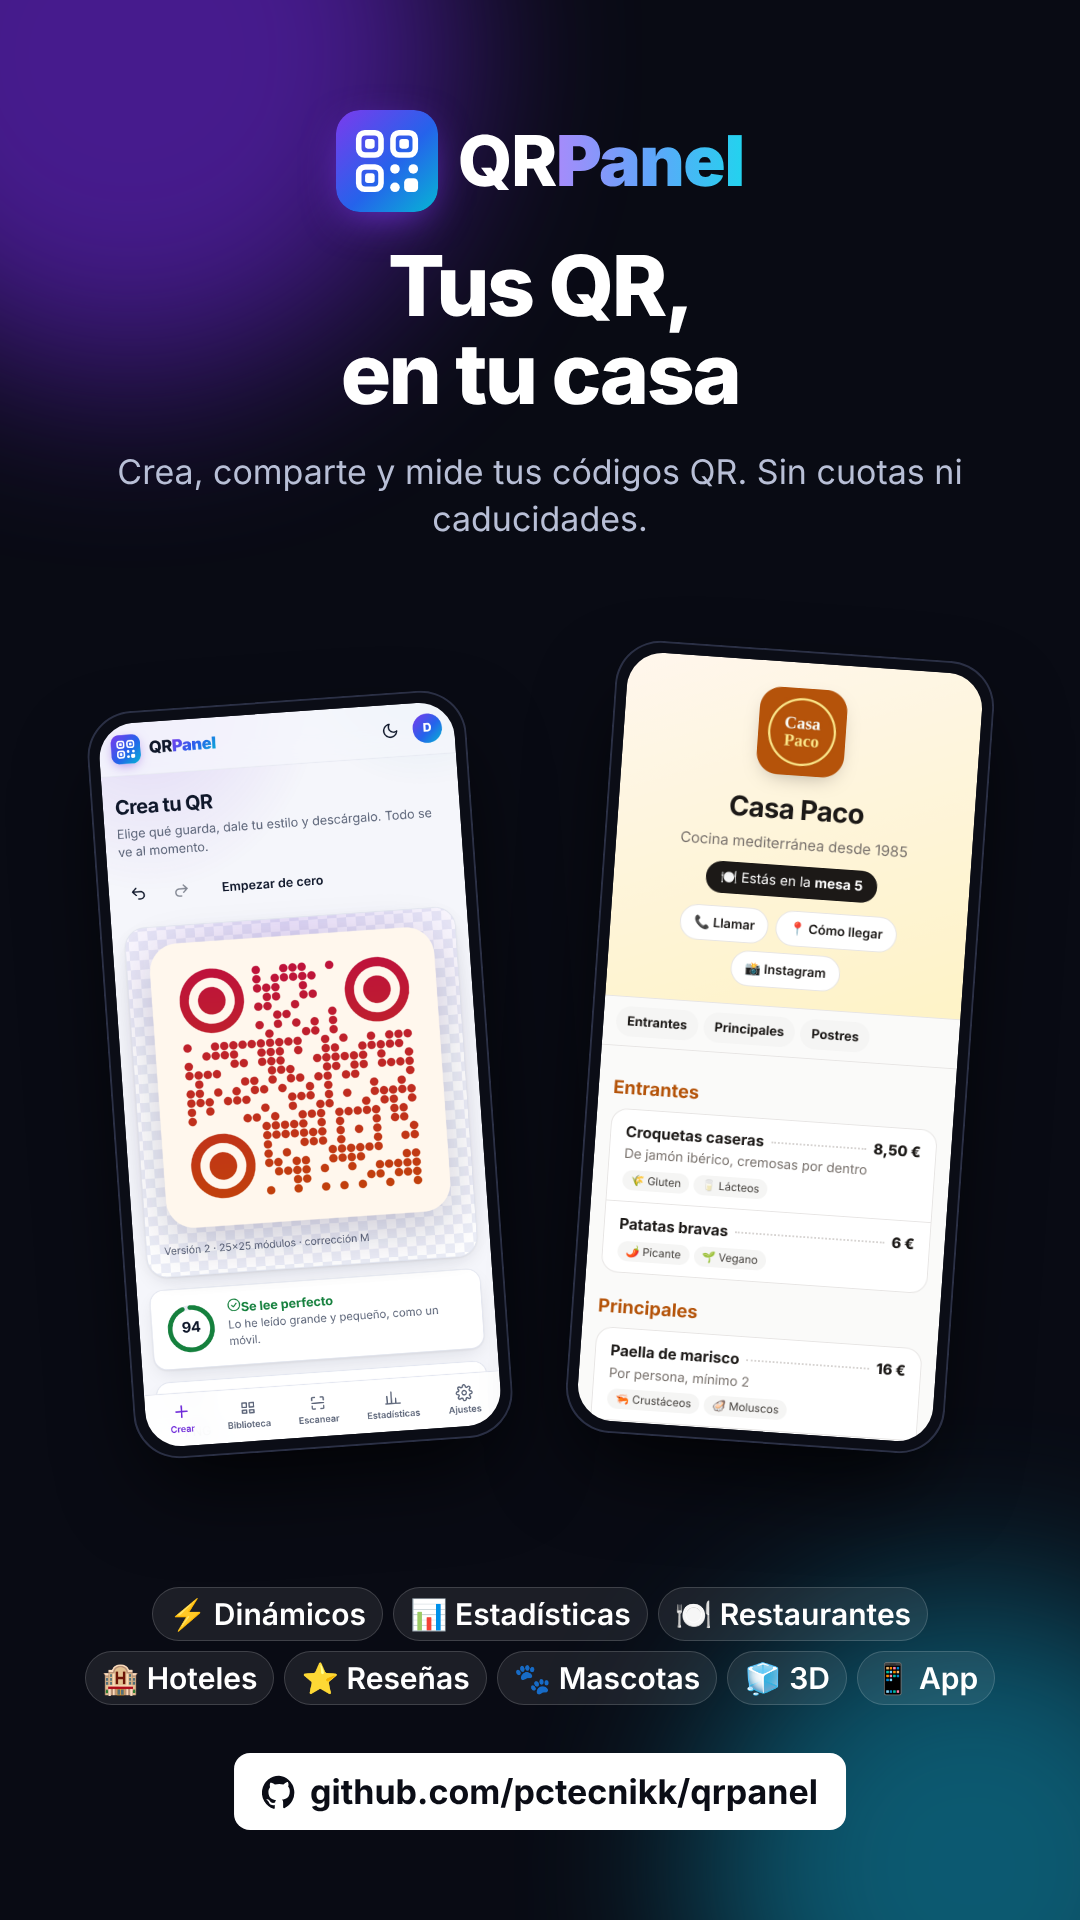 QRPanel
Tus QR,
en tu casa
Crea, comparte y mide tus códigos QR. Sin cuotas ni
caducidades.
QRPanel
D
Crea tu QR
Elige qué guarda, dale tu estilo y descárgalo. Todo se
ve al momento.
Empezar de cero
Versión 2 · 25×25 módulos · corrección M
94
Se lee perfecto
Lo he leído grande y pequeño, como un
móvil.
Crear
Biblioteca
Escanear
Estadísticas
Ajustes
Casa
Paco
Casa Paco
Cocina mediterránea desde 1985
🍽️ Estás en la mesa 5
📞 Llamar
📍 Cómo llegar
📸 Instagram
Entrantes
Principales
Postres
Entrantes
Croquetas caseras 8,50 €
De jamón ibérico, cremosas por dentro
🌾 Gluten
🥛 Lácteos
Patatas bravas 6 €
🌶️ Picante
🌱 Vegano
Principales
Paella de marisco 16 €
Por persona, mínimo 2
🦐 Crustáceos
🦪 Moluscos
⚡ Dinámicos
📊 Estadísticas
🍽️ Restaurantes
🏨 Hoteles
⭐ Reseñas
🐾 Mascotas
🧊 3D
📱 App
github.com/pctecnikk/qrpanel